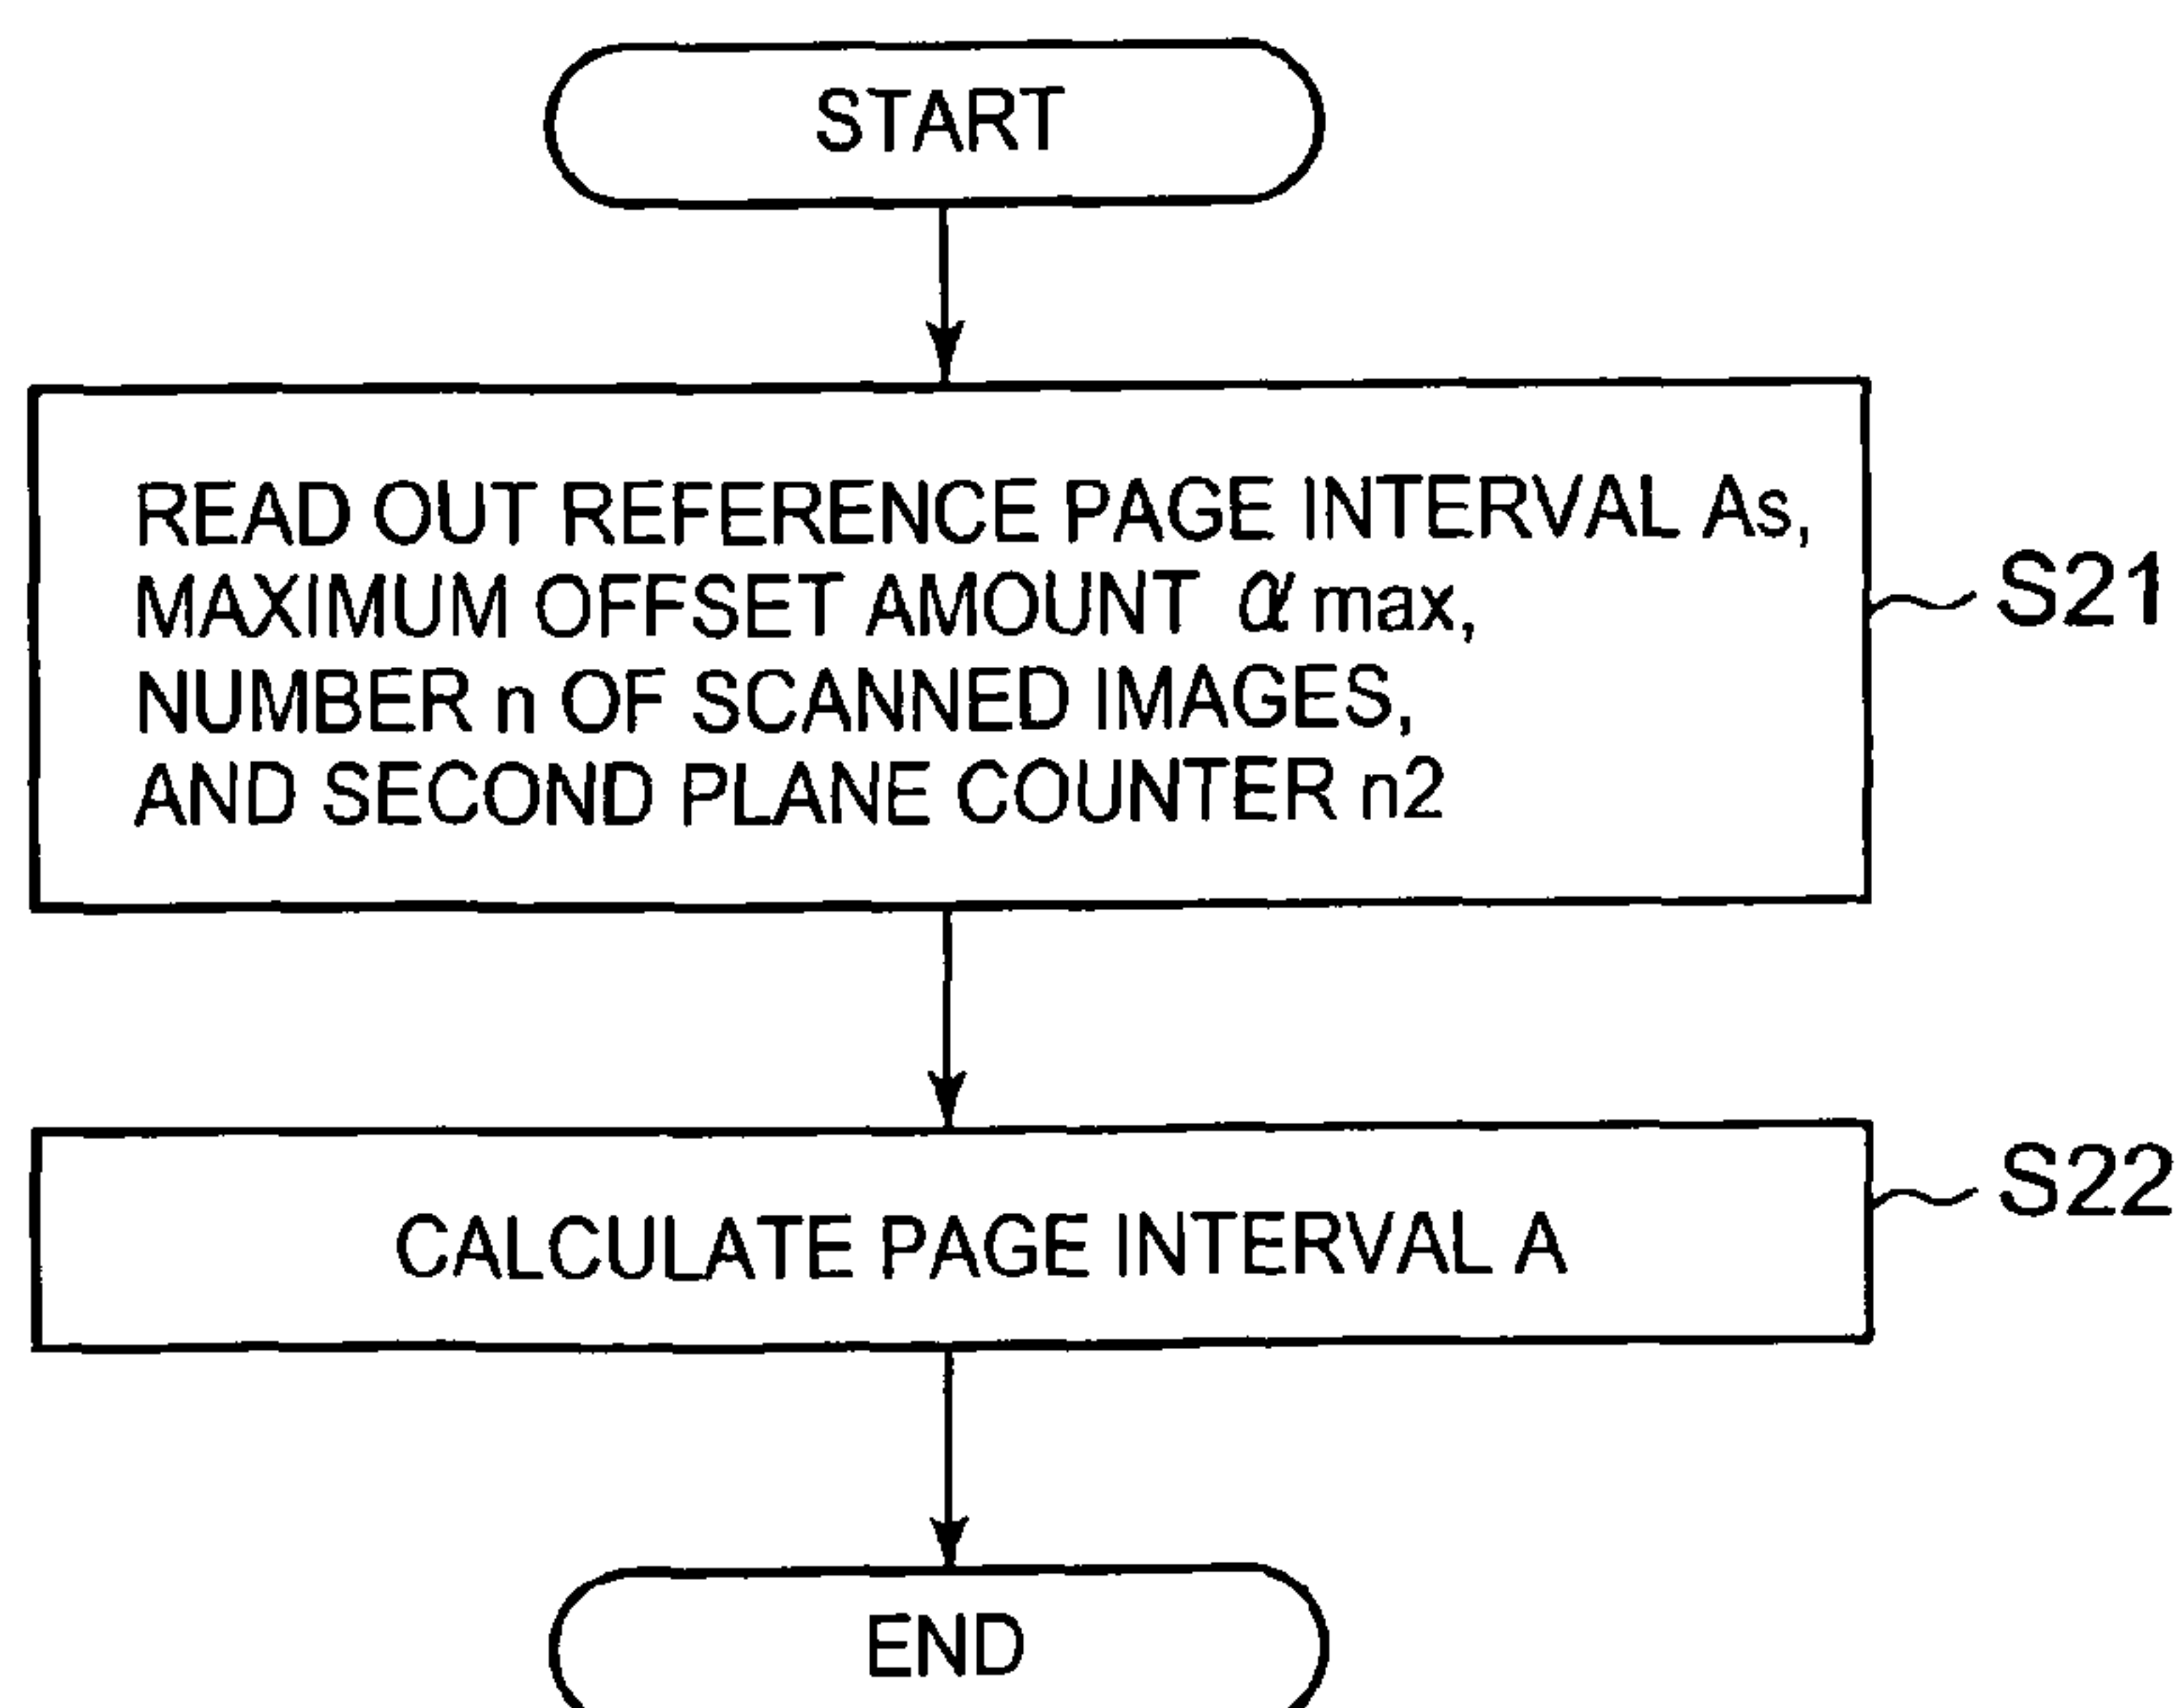 START
READ OUT REFERENCE PAGE INTERVAL As,
MAXIMUM OFFSET AMOUNT α max,
NUMBER n OF SCANNED IMAGES,
AND SECOND PLANE COUNTER n2
S21
CALCULATE PAGE INTERVAL A
S22
END